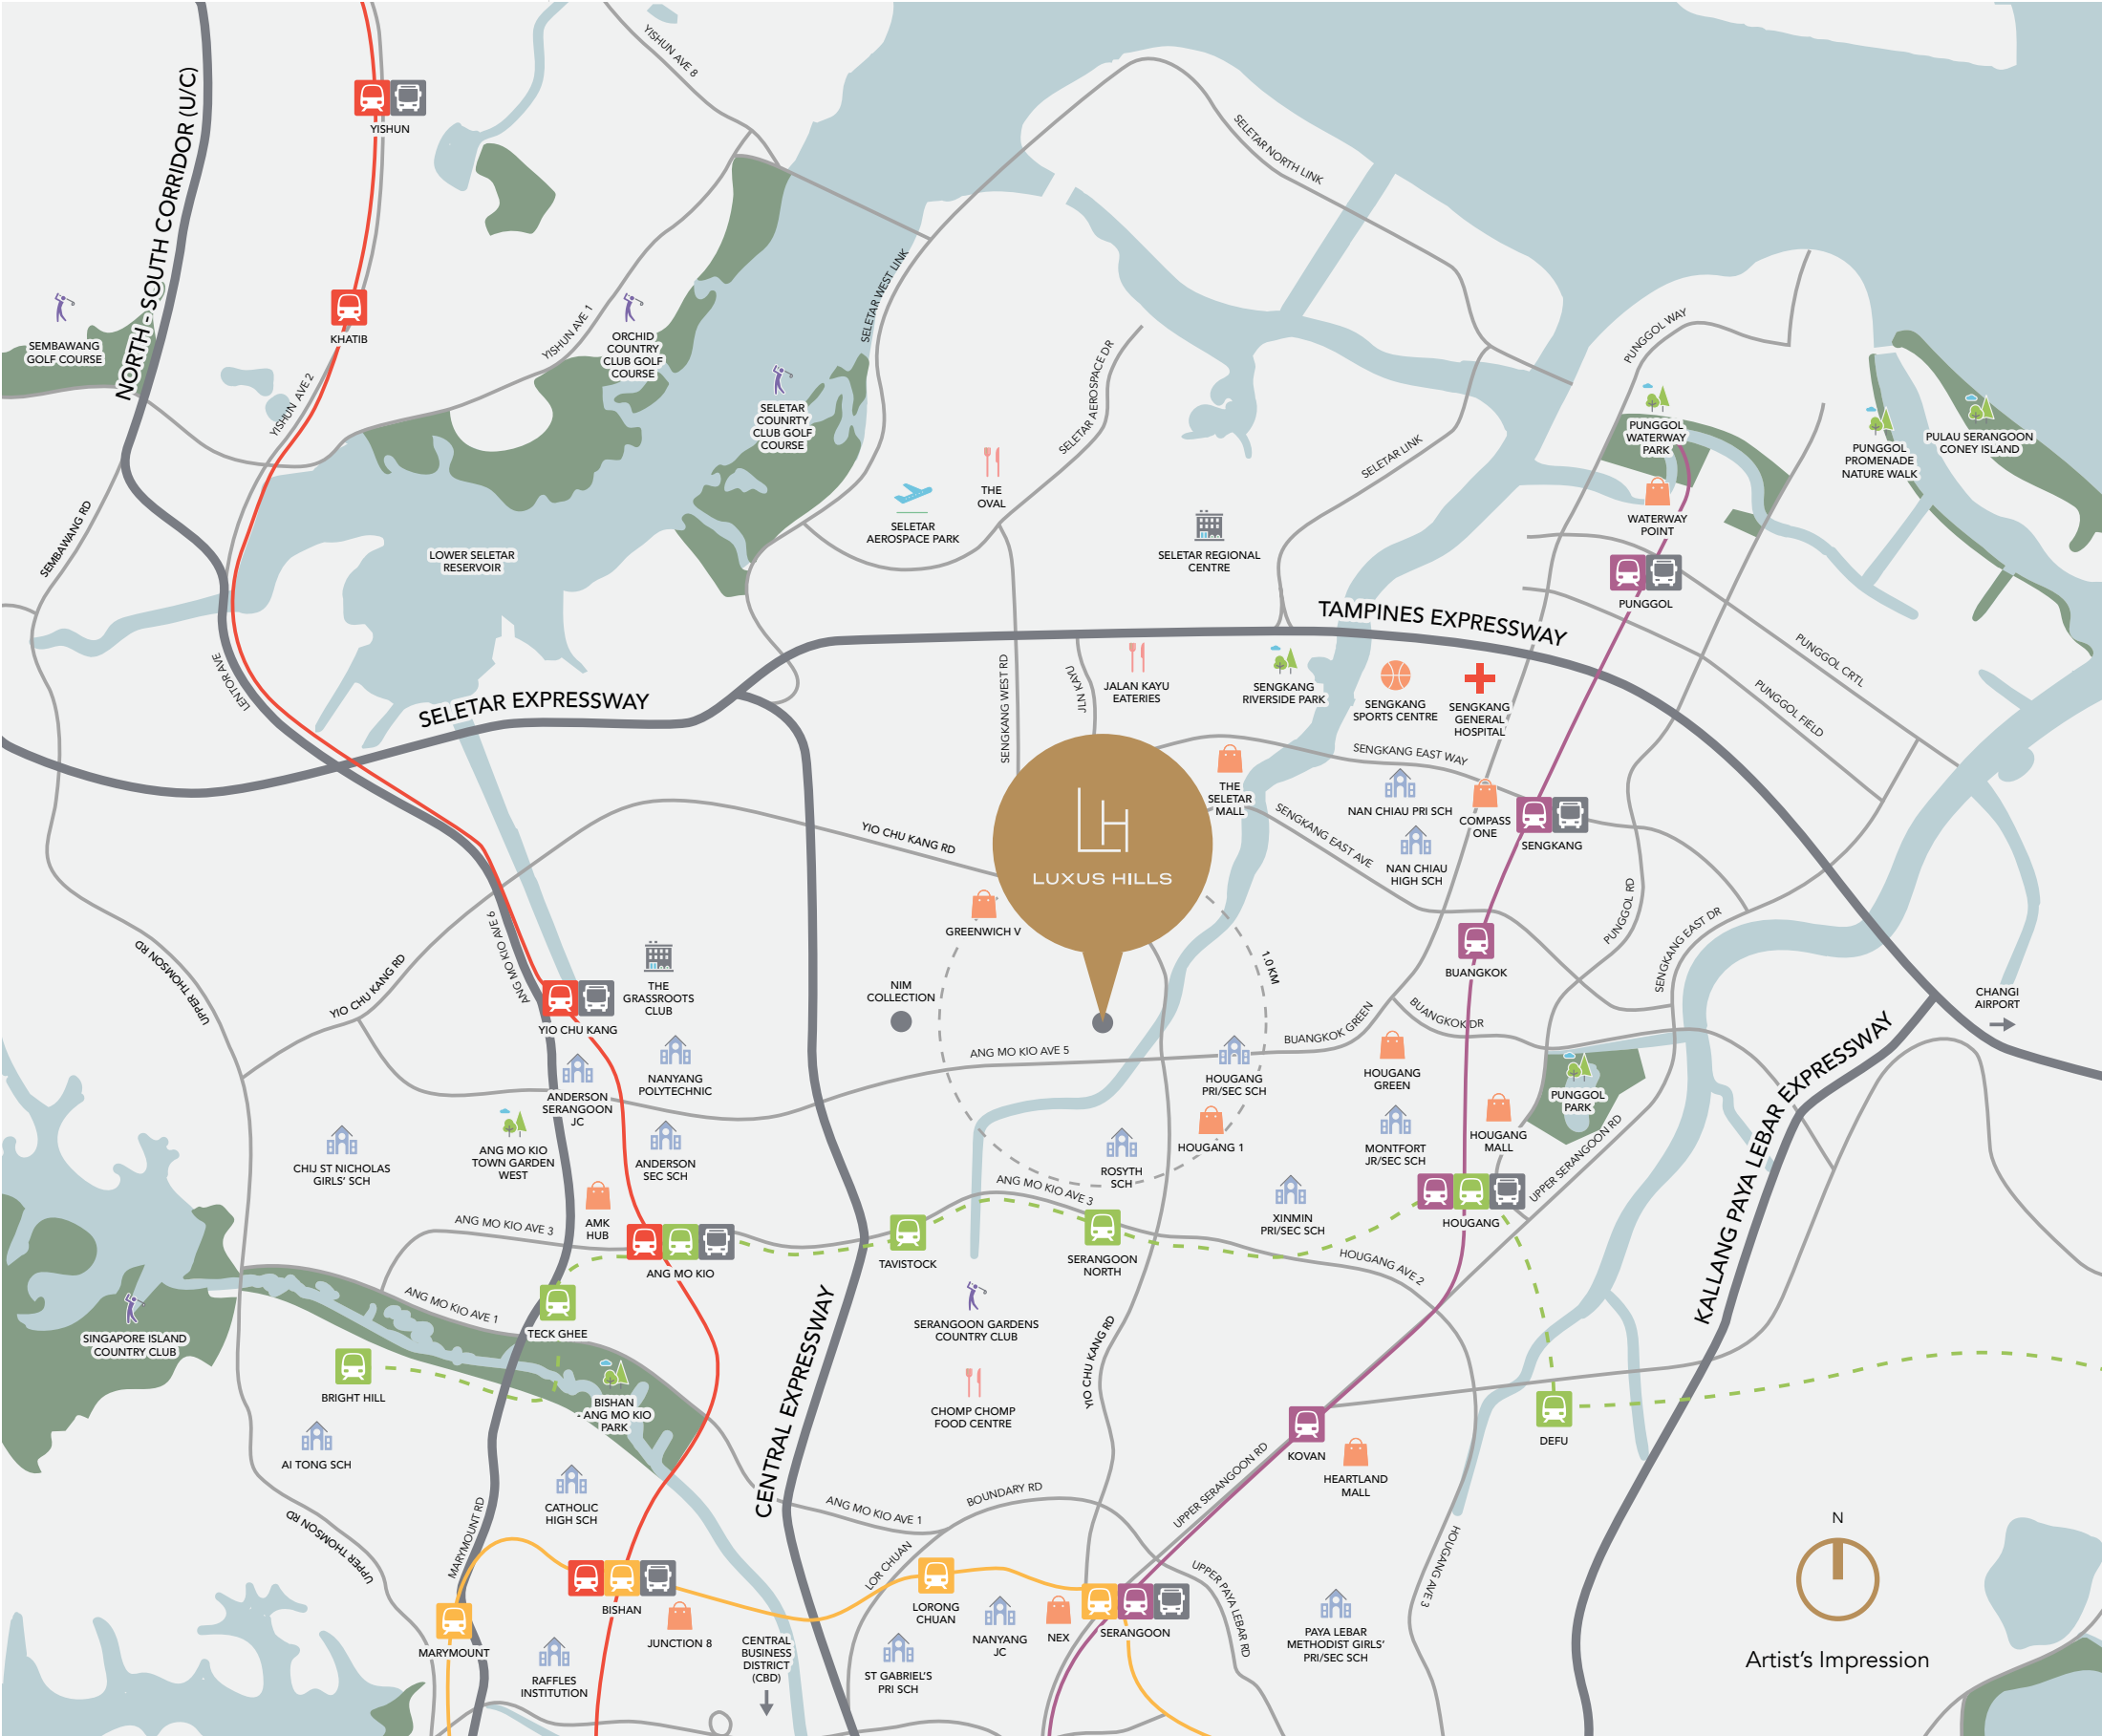 YISHUN AVE 8
NORTH - SOUTH CORRIDOR (U/C)
YISHUN
SELETAR NORTH LINK
SELETAR WEST LINK
KHATIB
SEMBAWANG
GOLF COURSE
YISHUN AVE 1
ORCHID
COUNTRY
CLUB GOLF
COURSE
PUNGGOL WAY
SELETAR AEROSPACE DR
YISHUN AVE 2
SELETAR
COUNRTY
CLUB GOLF
COURSE
PUNGGOL
WATERWAY
PARK
PUNGGOL
PROMENADE
NATURE WALK
PULAU SERANGOON
CONEY ISLAND
SELETAR LINK
THE
OVAL
SELETAR
AEROSPACE PARK
WATERWAY
POINT
SEMBAWANG RD
LOWER SELETAR
RESERVOIR
SELETAR REGIONAL
CENTRE
PUNGGOL
TAMPINES EXPRESSWAY
PUNGGOL CRTL
PUNGGOL FIELD
LENTOR AVE
SELETAR EXPRESSWAY
SENGKANG WEST RD
JLN KAYU
JALAN KAYU
EATERIES
SENGKANG
RIVERSIDE PARK
SENGKANG
SPORTS CENTRE
SENGKANG
GENERAL
HOSPITAL
SENGKANG EAST WAY
THE
SELETAR
MALL
NAN CHIAU PRI SCH
COMPASS
ONE
SENGKANG
SENGKANG EAST AVE
NAN CHIAU
HIGH SCH
YIO CHU KANG RD
LH
LUXUS HILLS
GREENWICH V
PUNGGOL RD
SENGKANG EAST DR
BUANGKOK
UPPER THOMSON RD
ANG MO KIO AVE 6
YIO CHU KANG RD
THE
GRASSROOTS
CLUB
YIO CHU KANG
NIM
COLLECTION
1.0 KM
CHANGI
AIRPORT
BUANGKOK GREEN
BUANGKOK DR
ANG MO KIO AVE 5
NANYANG
POLYTECHNIC
ANDERSON
SERANGOON
JC
HOUGANG
PRI/SEC SCH
HOUGANG
GREEN
PUNGGOL
PARK
KALLANG PAYA LEBAR EXPRESSWAY
ANG MO KIO
TOWN GARDEN
WEST
CHIJ ST NICHOLAS
GIRLS' SCH
ANDERSON
SEC SCH
ROSYTH
SCH
HOUGANG 1
MONTFORT
JR/SEC SCH
HOUGANG
MALL
UPPER SERANGOON RD
AMK
HUB
ANG MO KIO AVE 3
ANG MO KIO AVE 3
XINMIN
PRI/SEC SCH
HOUGANG
ANG MO KIO
TAVISTOCK
SERANGOON
NORTH
HOUGANG AVE 2
ANG MO KIO AVE 1
TECK GHEE
SINGAPORE ISLAND
COUNTRY CLUB
SERANGOON GARDENS
COUNTRY CLUB
CENTRAL EXPRESSWAY
YIO CHU KANG RD
BRIGHT HILL
BISHAN
- ANG MO KIO
PARK
CHOMP CHOMP
FOOD CENTRE
DEFU
KOVAN
HEARTLAND
MALL
AI TONG SCH
UPPER SERANGOON RD
CATHOLIC
HIGH SCH
ANG MO KIO AVE 1
BOUNDARY RD
UPPER THOMSON RD
MARYMOUNT RD
LOR CHUAN
UPPER PAYA LEBAR RD
HOUGANG AVE 3
N
BISHAN
LORONG
CHUAN
NANYANG
JC
NEX
SERANGOON
PAYA LEBAR
METHODIST GIRLS'
PRI/SEC SCH
MARYMOUNT
JUNCTION 8
CENTRAL
BUSINESS
DISTRICT
(CBD)
RAFFLES
INSTITUTION
ST GABRIEL'S
PRI SCH
Artist's Impression